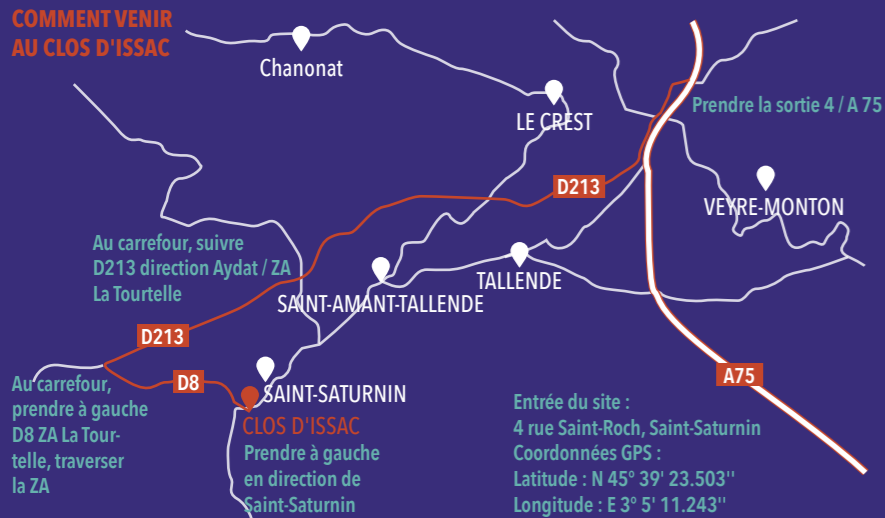 COMMENT VENIR
AU CLOS D'ISSAC
Chanonat
LE CREST
Prendre la sortie 4 / A 75
D213
VEYRE-MONTON
Au carrefour, suivre
D213 direction Aydat / ZA
La Tourtelle
TALLENDE
SAINT-AMANT-TALLENDE
D213
D8
A75
SAINT-SATURNIN
Au carrefour,
prendre à gauche
D8 ZA La Tour-
telle, traverser
la ZA
CLOS D'ISSAC
Prendre à gauche
en direction de
Saint-Saturnin
Entrée du site :
4 rue Saint-Roch, Saint-Saturnin
Coordonnées GPS :
Latitude : N 45° 39' 23.503''
Longitude : E 3° 5' 11.243''